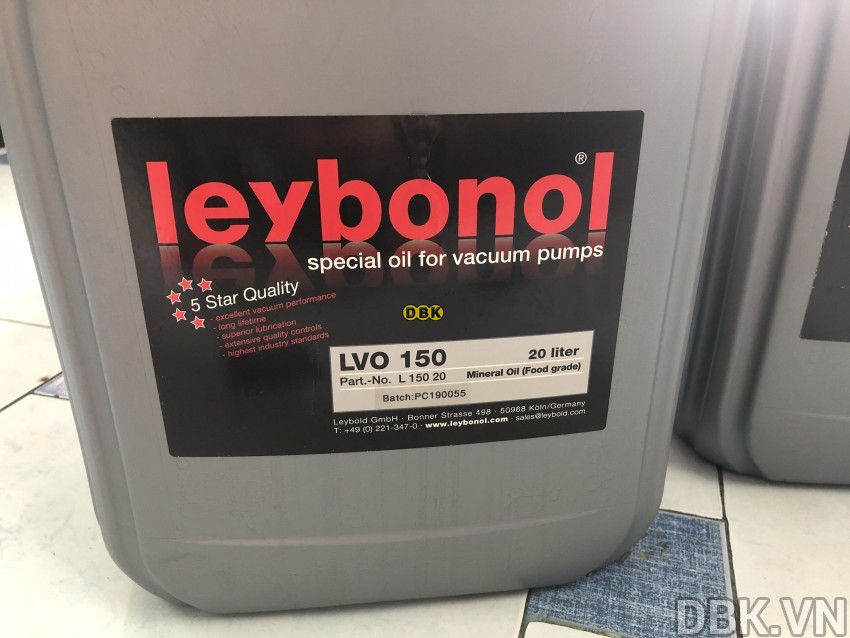 leybonol®
special oil for vacuum pumps
5 Star Quality
- excellent vacuum performance
- long lifetime
- superior lubrication
- extensive quality controls
- highest industry standards
DBK
LVO 150 20 liter
Part.-No. L 150 20 Mineral Oil (Food grade)
Batch:PC190055
Leybold GmbH · Bonner Strasse 498 · 50968 Köln/Germany
T: +49 (0) 221-347-0 · www.leybonol.com · sales@leybold.com
DBK.VN